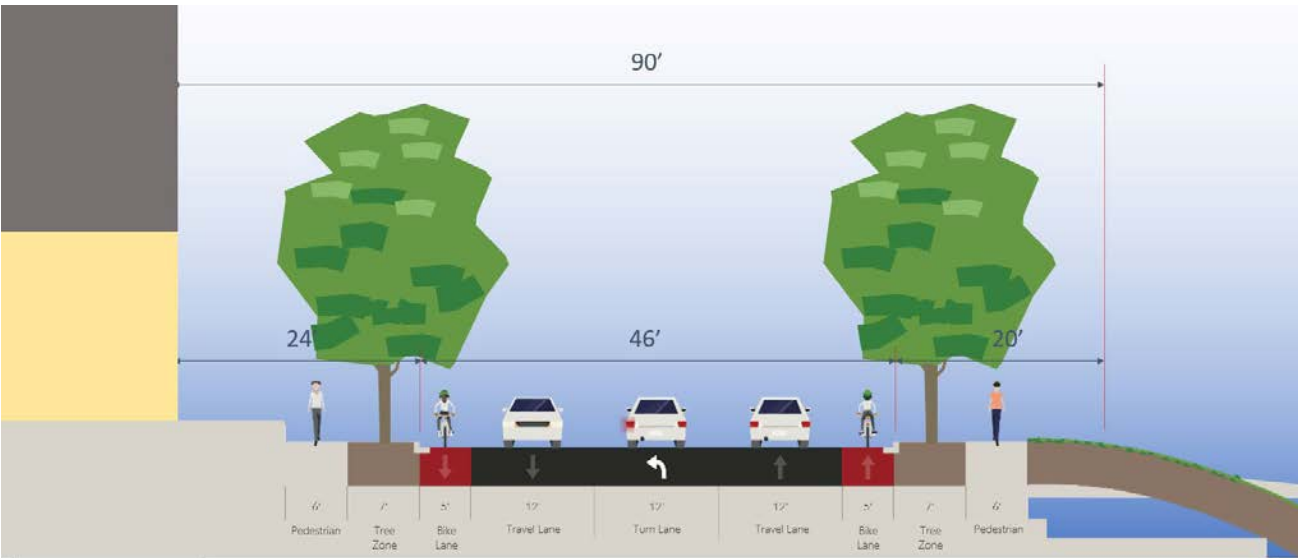 90’
24
46’
20’
6' 7' 5' 12' 12' 12' 5' 7' 6'
Pedestrian Tree Zone Bike Lane Travel Lane Turn Lane Travel Lane Bike Lane Tree Zone Pedestrian